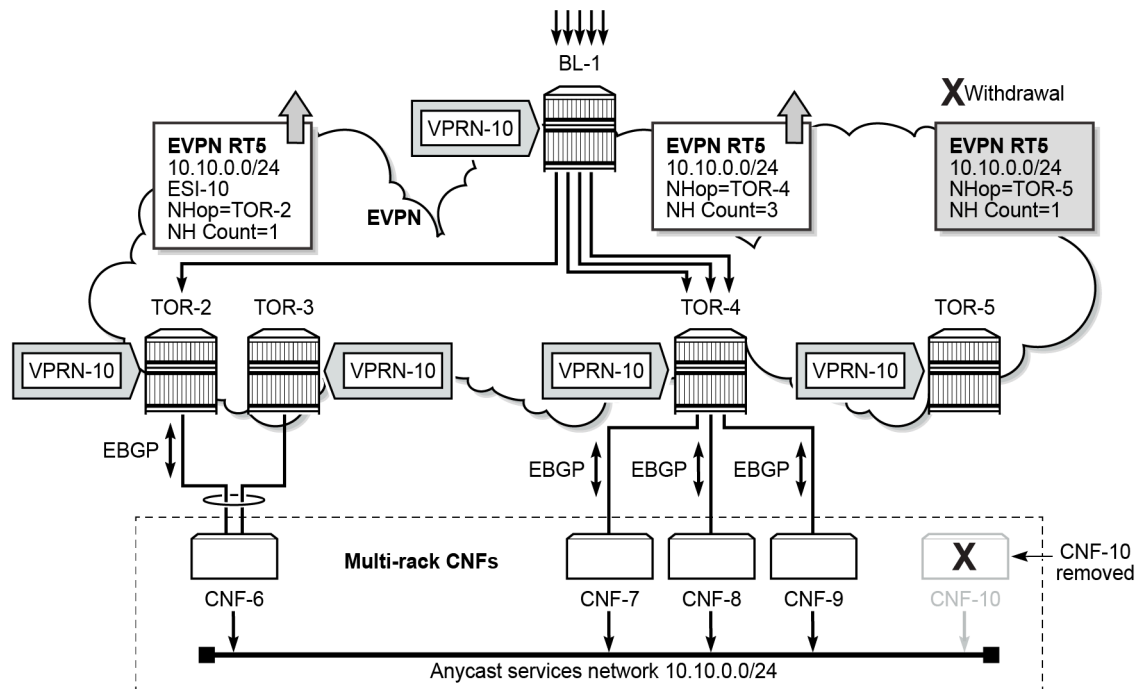 BL-1
Withdrawal
VPRN-10
EVPN RT5
10.10.0.0/24
ESI-10
NHop=TOR-2
NH Count=1
EVPN
EVPN RT5
10.10.0.0/24
NHop=TOR-4
NH Count=3
EVPN RT5
10.10.0.0/24
NHop=TOR-5
NH Count=1
TOR-2
TOR-3
TOR-4
TOR-5
VPRN-10
VPRN-10
VPRN-10
VPRN-10
EBGP
EBGP
EBGP
EBGP
Multi-rack CNFs
X
CNF-10
removed
CNF-6
CNF-7
CNF-8
CNF-9
CNF-10
Anycast services network 10.10.0.0/24